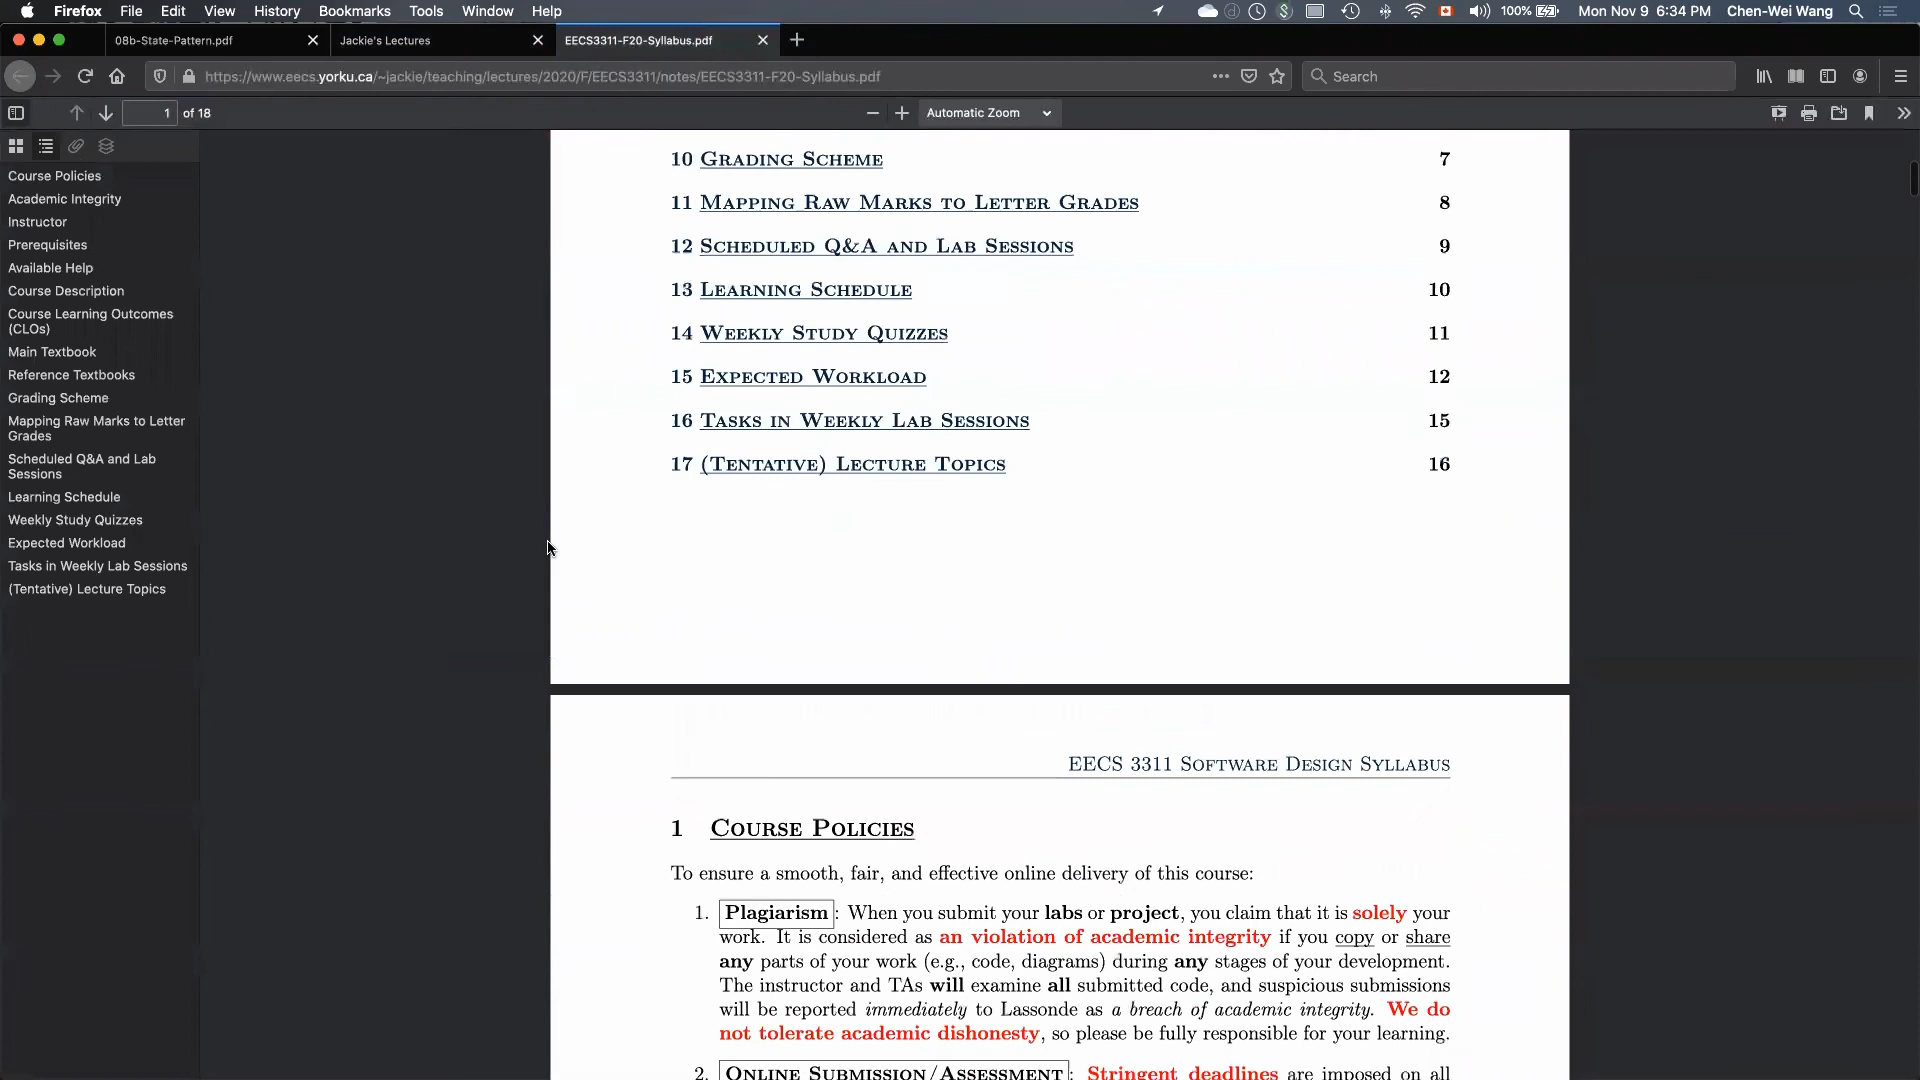 Firefox File Edit View History Bookmarks Tools Window Help 100% Mon Nov 9 6:34 PM Chen-Wei Wang
08b-State-Pattern.pdf Jackie's Lectures EECS3311-F20-Syllabus.pdf
https://www.eecs.yorku.ca/~jackie/teaching/lectures/2020/F/EECS3311/notes/EECS3311-F20-Syllabus.pdf Search
1 of 18 Automatic Zoom
Course Policies
Academic Integrity
Instructor
Prerequisites
Available Help
Course Description
Course Learning Outcomes
(CLOs)
Main Textbook
Reference Textbooks
Grading Scheme
Mapping Raw Marks to Letter
Grades
Scheduled Q&A and Lab
Sessions
Learning Schedule
Weekly Study Quizzes
Expected Workload
Tasks in Weekly Lab Sessions
(Tentative) Lecture Topics
10 Grading Scheme 7
11 Mapping Raw Marks to Letter Grades 8
12 Scheduled Q&A and Lab Sessions 9
13 Learning Schedule 10
14 Weekly Study Quizzes 11
15 Expected Workload 12
16 Tasks in Weekly Lab Sessions 15
17 (Tentative) Lecture Topics 16
EECS 3311 Software Design Syllabus
1 Course Policies
To ensure a smooth, fair, and effective online delivery of this course:
1. Plagiarism: When you submit your labs or project, you claim that it is solely your
work. It is considered as an violation of academic integrity if you copy or share
any parts of your work (e.g., code, diagrams) during any stages of your development.
The instructor and TAs will examine all submitted code, and suspicious submissions
will be reported immediately to Lassonde as a breach of academic integrity. We do
not tolerate academic dishonesty, so please be fully responsible for your learning.
2. Online Submission/Assessment: Stringent deadlines are imposed on all